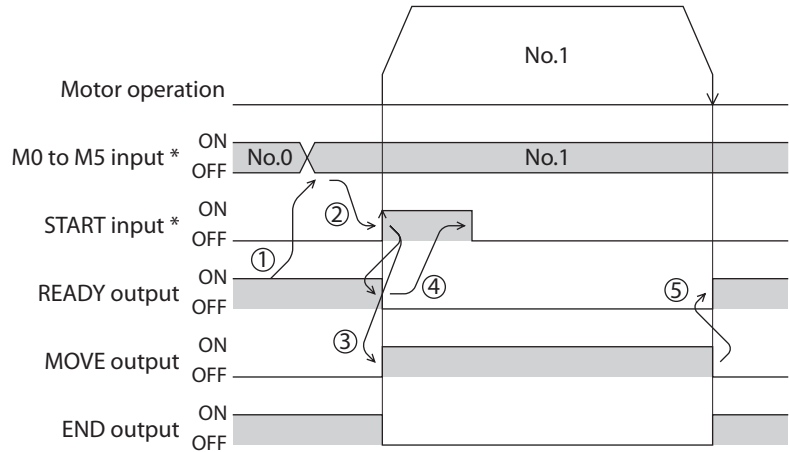 No.1
Motor operation
M0 to M5 input * ON OFF No.0 No.1
START input * ON OFF ②
① 
READY output ON OFF ④ ⑤
MOVE output ON OFF ③
END output ON OFF